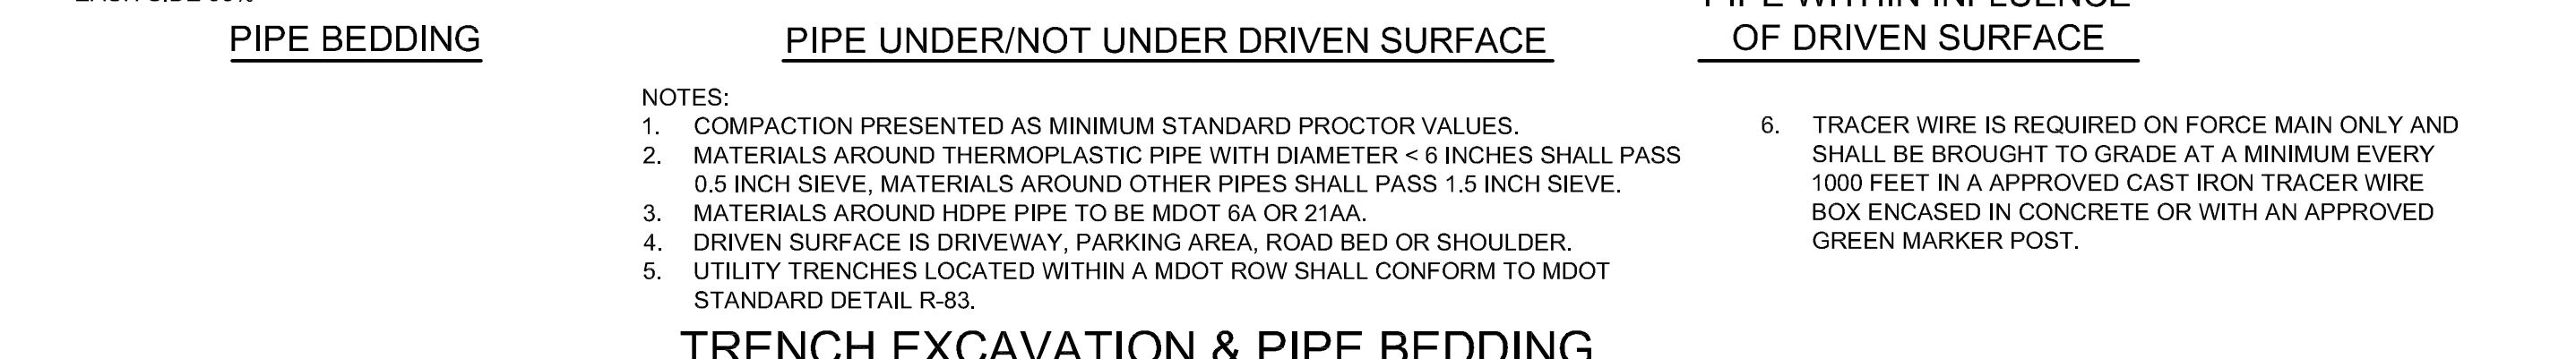 PIPE BEDDING
PIPE UNDER/NOT UNDER DRIVEN SURFACE
PIPE WITHIN INFLUENCE
OF DRIVEN SURFACE
NOTES:
1. COMPACTION PRESENTED AS MINIMUM STANDARD PROCTOR VALUES.
2. MATERIALS AROUND THERMOPLASTIC PIPE WITH DIAMETER < 6 INCHES SHALL PASS
0.5 INCH SIEVE, MATERIALS AROUND OTHER PIPES SHALL PASS 1.5 INCH SIEVE.
3. MATERIALS AROUND HDPE PIPE TO BE MDOT 6A OR 21AA.
4. DRIVEN SURFACE IS DRIVEWAY, PARKING AREA, ROAD BED OR SHOULDER.
5. UTILITY TRENCHES LOCATED WITHIN A MDOT ROW SHALL CONFORM TO MDOT
STANDARD DETAIL R-83.
6. TRACER WIRE IS REQUIRED ON FORCE MAIN ONLY AND
SHALL BE BROUGHT TO GRADE AT A MINIMUM EVERY
1000 FEET IN A APPROVED CAST IRON TRACER WIRE
BOX ENCASED IN CONCRETE OR WITH AN APPROVED
GREEN MARKER POST.
TRENCH EXCAVATION & PIPE BEDDING